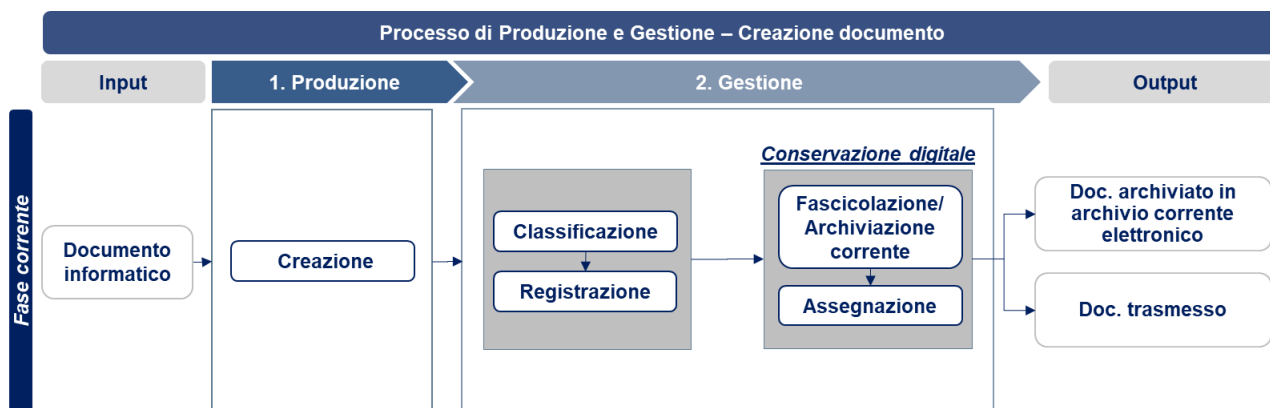 Processo di Produzione e Gestione – Creazione documento
Input
1. Produzione
2. Gestione
Output
Fase corrente
Documento
informatico
Creazione
Classificazione
Registrazione
Conservazione digitale
Fascicolazione/
Archiviazione
corrente
Assegnazione
Doc. archiviato in
archivio corrente
elettronico
Doc. trasmesso